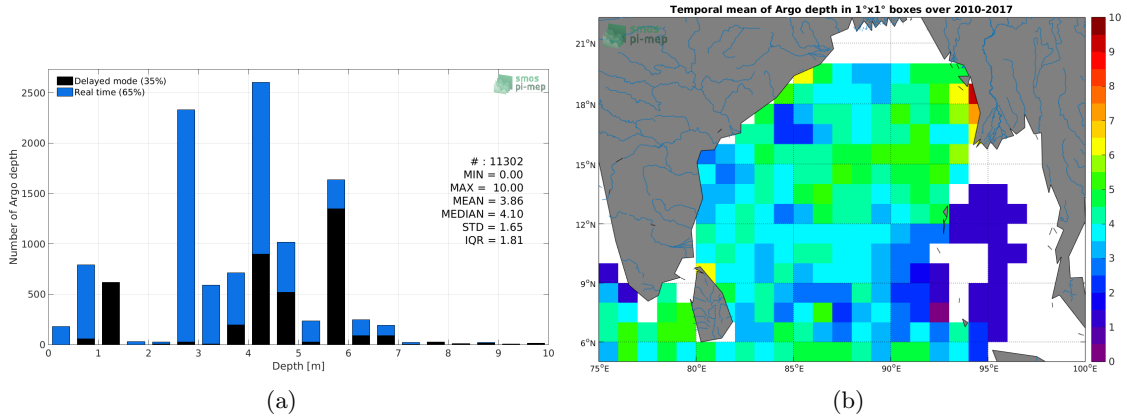 smos
pi-mep
Delayed mode (35%)
Real time (65%)
# : 11302
MIN = 0.00
MAX = 10.00
MEAN = 3.86
MEDIAN = 4.10
STD = 1.65
IQR = 1.81
Number of Argo depth
2500
2000
1500
1000
500
0
0 1 2 3 4 5 6 7 8 9 10
Depth [m]
(a)
Temporal mean of Argo depth in 1°x1° boxes over 2010-2017
smos
pi-mep
21°N
18°N
15°N
12°N
9°N
6°N
75°E 80°E 85°E 90°E 95°E 100°E
10
9
8
7
6
5
4
3
2
1
0
(b)